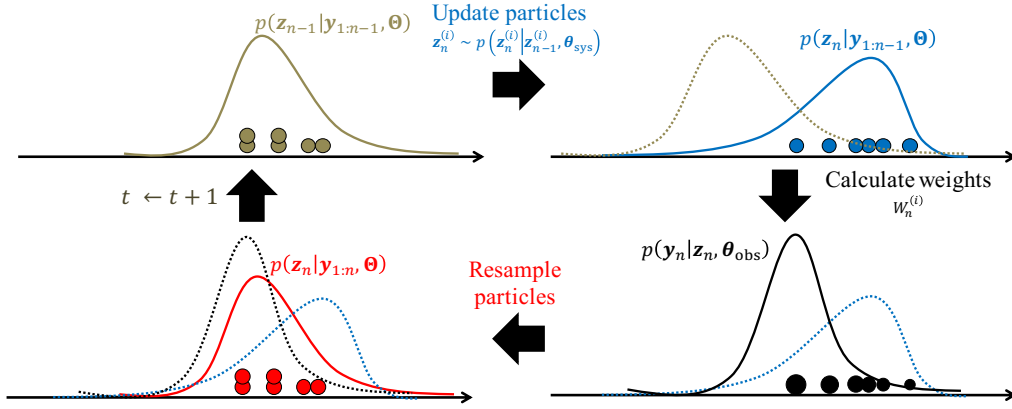 p(z_{n−1}|y_{1:n−1}, Θ)
Update particles
z_n^{(i)} ~ p(z_n^{(i)}|z_{n−1}^{(i)}, θ_sys)
p(z_n|y_{1:n−1}, Θ)
t ← t + 1
Calculate weights
W_n^{(i)}
p(z_n|y_{1:n}, Θ)
Resample
particles
p(y_n|z_n, θ_obs)